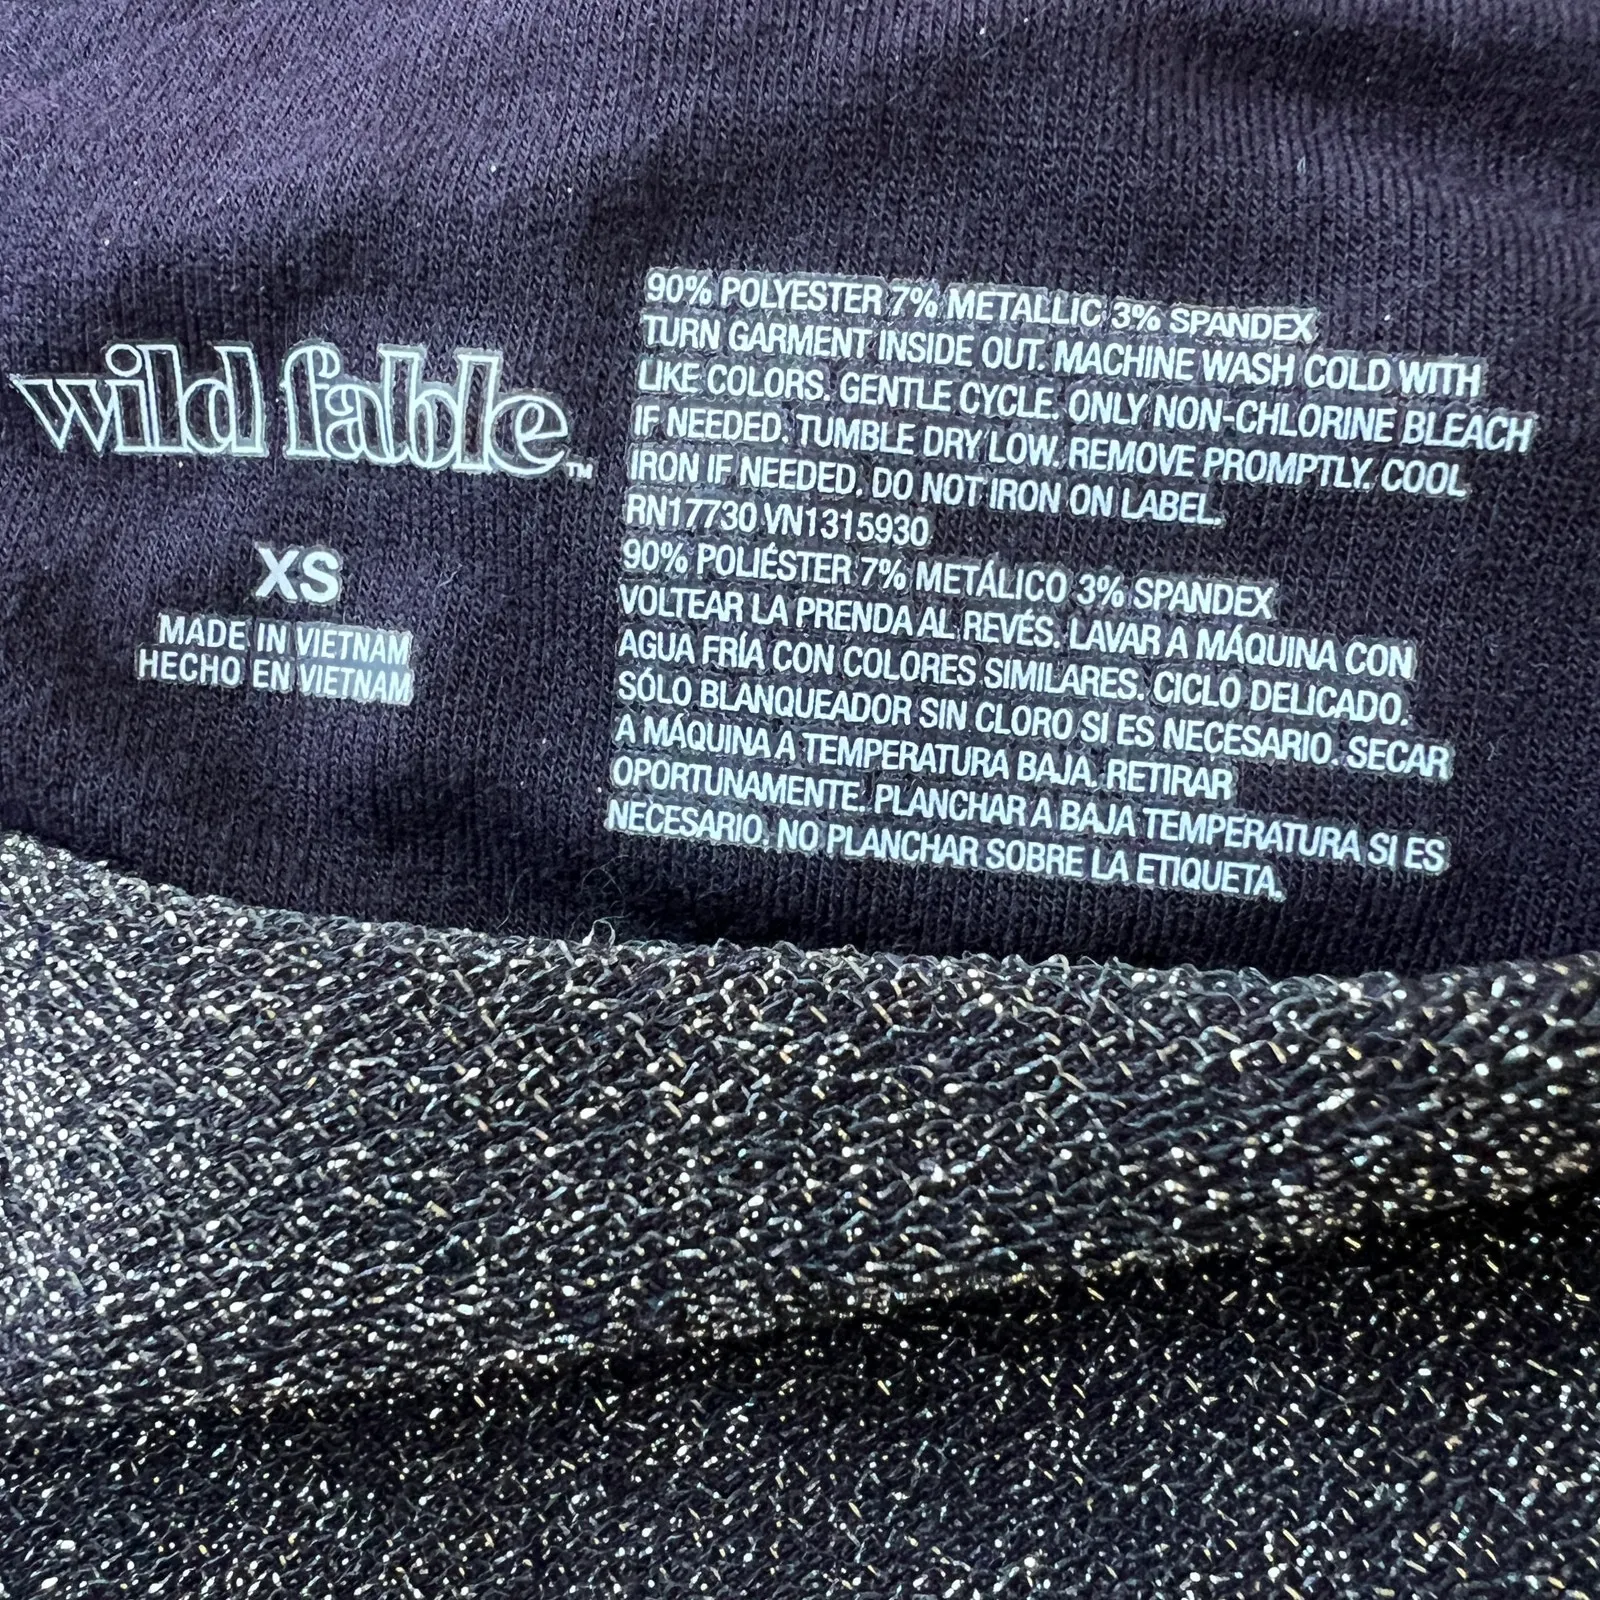 wild fable™
XS
MADE IN VIETNAM
HECHO EN VIETNAM
90% POLYESTER 7% METALLIC 3% SPANDEX
TURN GARMENT INSIDE OUT. MACHINE WASH COLD WITH
LIKE COLORS. GENTLE CYCLE. ONLY NON-CHLORINE BLEACH
IF NEEDED. TUMBLE DRY LOW. REMOVE PROMPTLY. COOL
IRON IF NEEDED. DO NOT IRON ON LABEL.
RN17730 VN1315930
90% POLIÉSTER 7% METÁLICO 3% SPANDEX
VOLTEAR LA PRENDA AL REVÉS. LAVAR A MÁQUINA CON
AGUA FRÍA CON COLORES SIMILARES. CICLO DELICADO.
SÓLO BLANQUEADOR SIN CLORO SI ES NECESARIO. SECAR
A MÁQUINA A TEMPERATURA BAJA. RETIRAR
OPORTUNAMENTE. PLANCHAR A BAJA TEMPERATURA SI ES
NECESARIO. NO PLANCHAR SOBRE LA ETIQUETA.